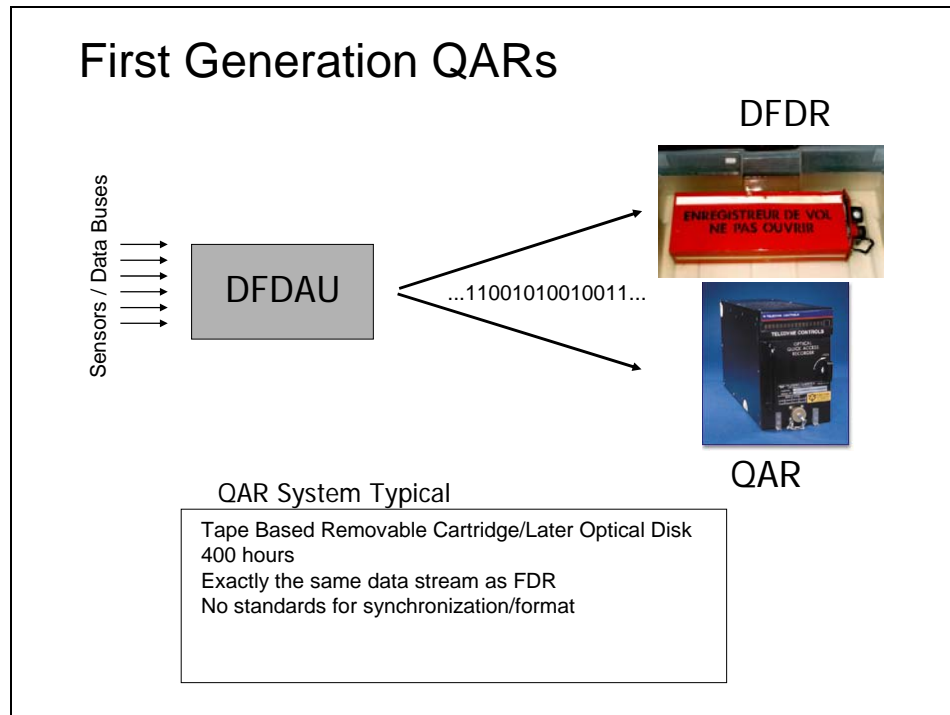 First Generation QARs
DFDR
Sensors / Data Buses
DFDAU
...11001010010011...
ENREGISTREUR DE VOL
NE PAS OUVRIR
TELEDYNE CONTROLS
OPTICAL
QUICK ACCESS
RECORDER
QAR
QAR System Typical
Tape Based Removable Cartridge/Later Optical Disk
400 hours
Exactly the same data stream as FDR
No standards for synchronization/format